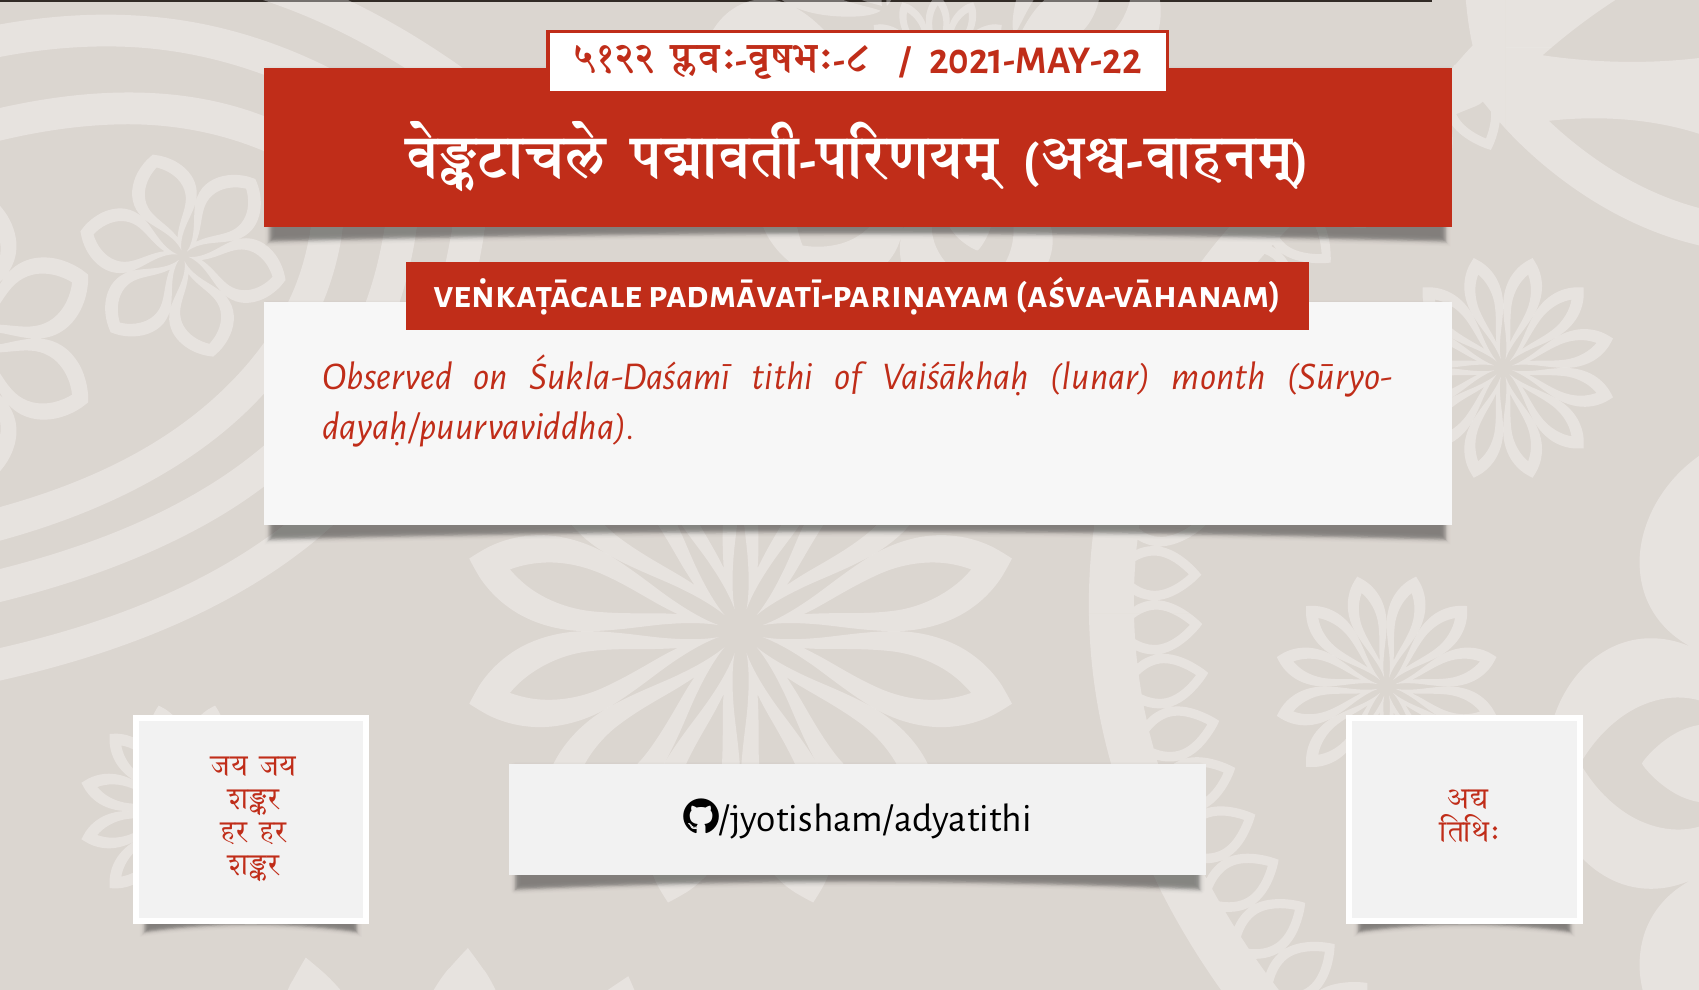 ५१२२ प्लवः-वृषभः-८ / 2021-MAY-22
वेङ्कटाचले पद्मावती-परिणयम् (अश्व-वाहनम्)
VEṄKAṬĀCALE PADMĀVATĪ-PARIṆAYAM (AŚVA-VĀHANAM)
Observed on Śukla-Daśamī tithi of Vaiśākhaḥ (lunar) month (Sūryo-
dayaḥ/puurvaviddha).
जय जय
शङ्कर
हर हर
शङ्कर
/jyotisham/adyatithi
अद्य
तिथिः